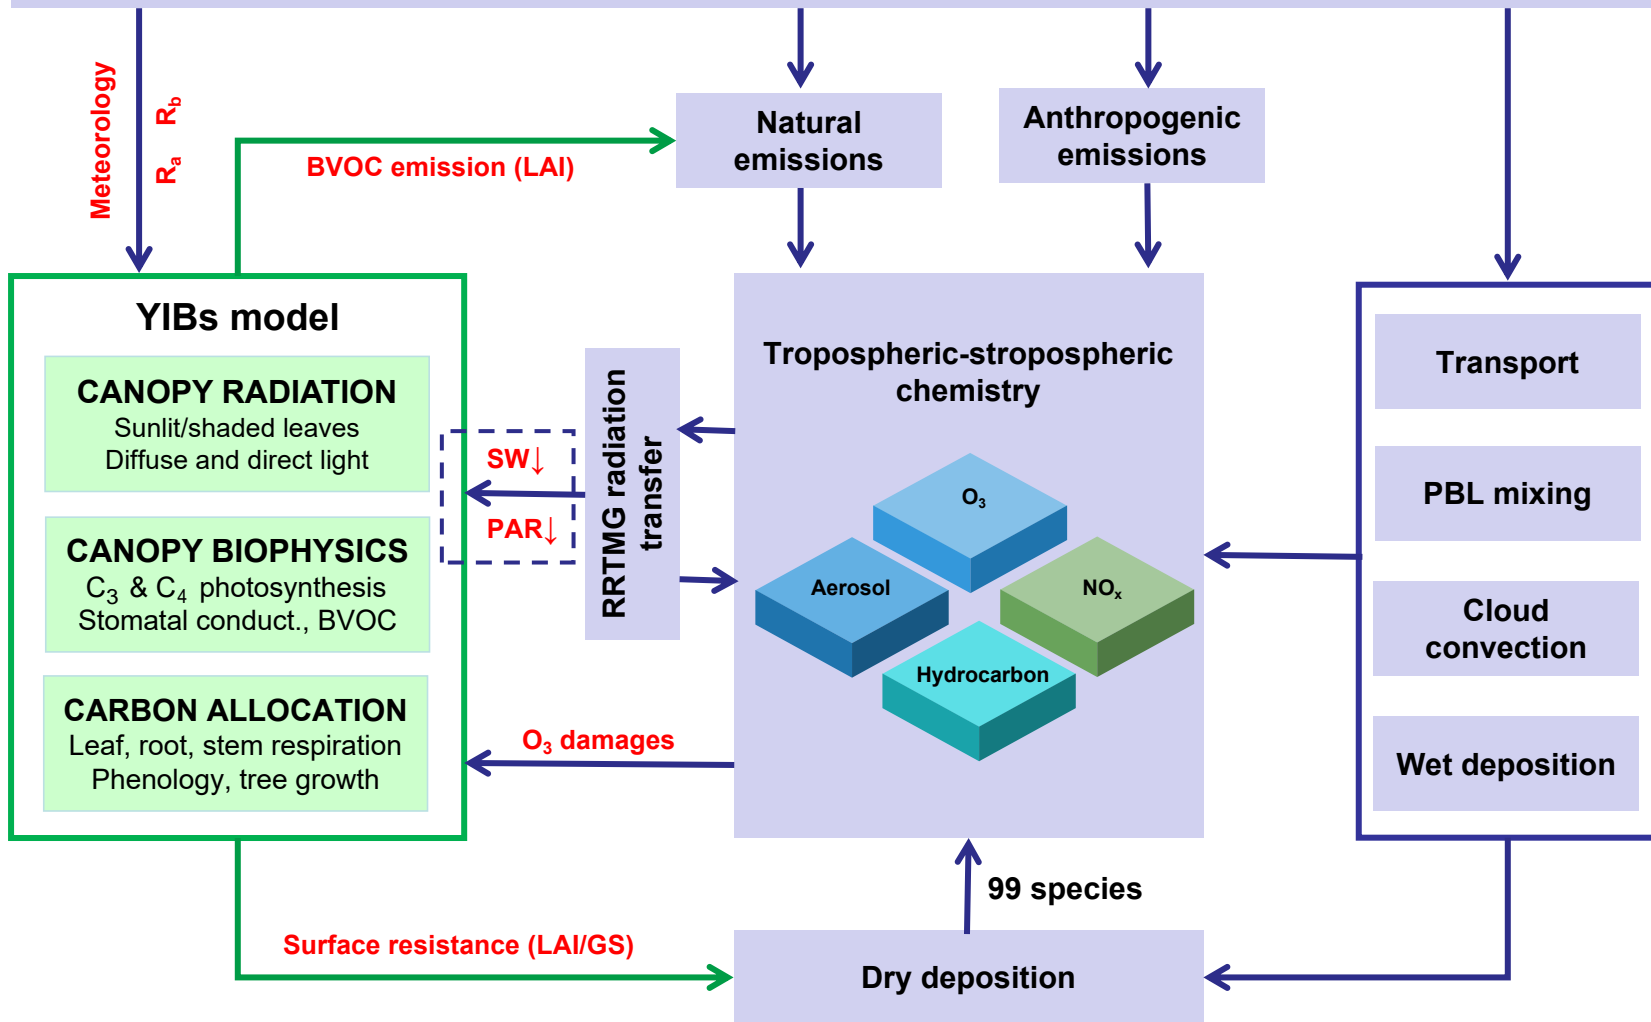 Meteorology
Rₐ R_b
BVOC emission (LAI)
Natural
emissions
Anthropogenic
emissions
YIBs model
CANOPY RADIATION
Sunlit/shaded leaves
Diffuse and direct light
CANOPY BIOPHYSICS
C₃ & C₄ photosynthesis
Stomatal conduct., BVOC
CARBON ALLOCATION
Leaf, root, stem respiration
Phenology, tree growth
SW↓
PAR↓
RRTMG radiation
transfer
Tropospheric-stropospheric
chemistry
O₃
Aerosol
NOₓ
Hydrocarbon
O₃ damages
Transport
PBL mixing
Cloud
convection
Wet deposition
99 species
Surface resistance (LAI/GS)
Dry deposition